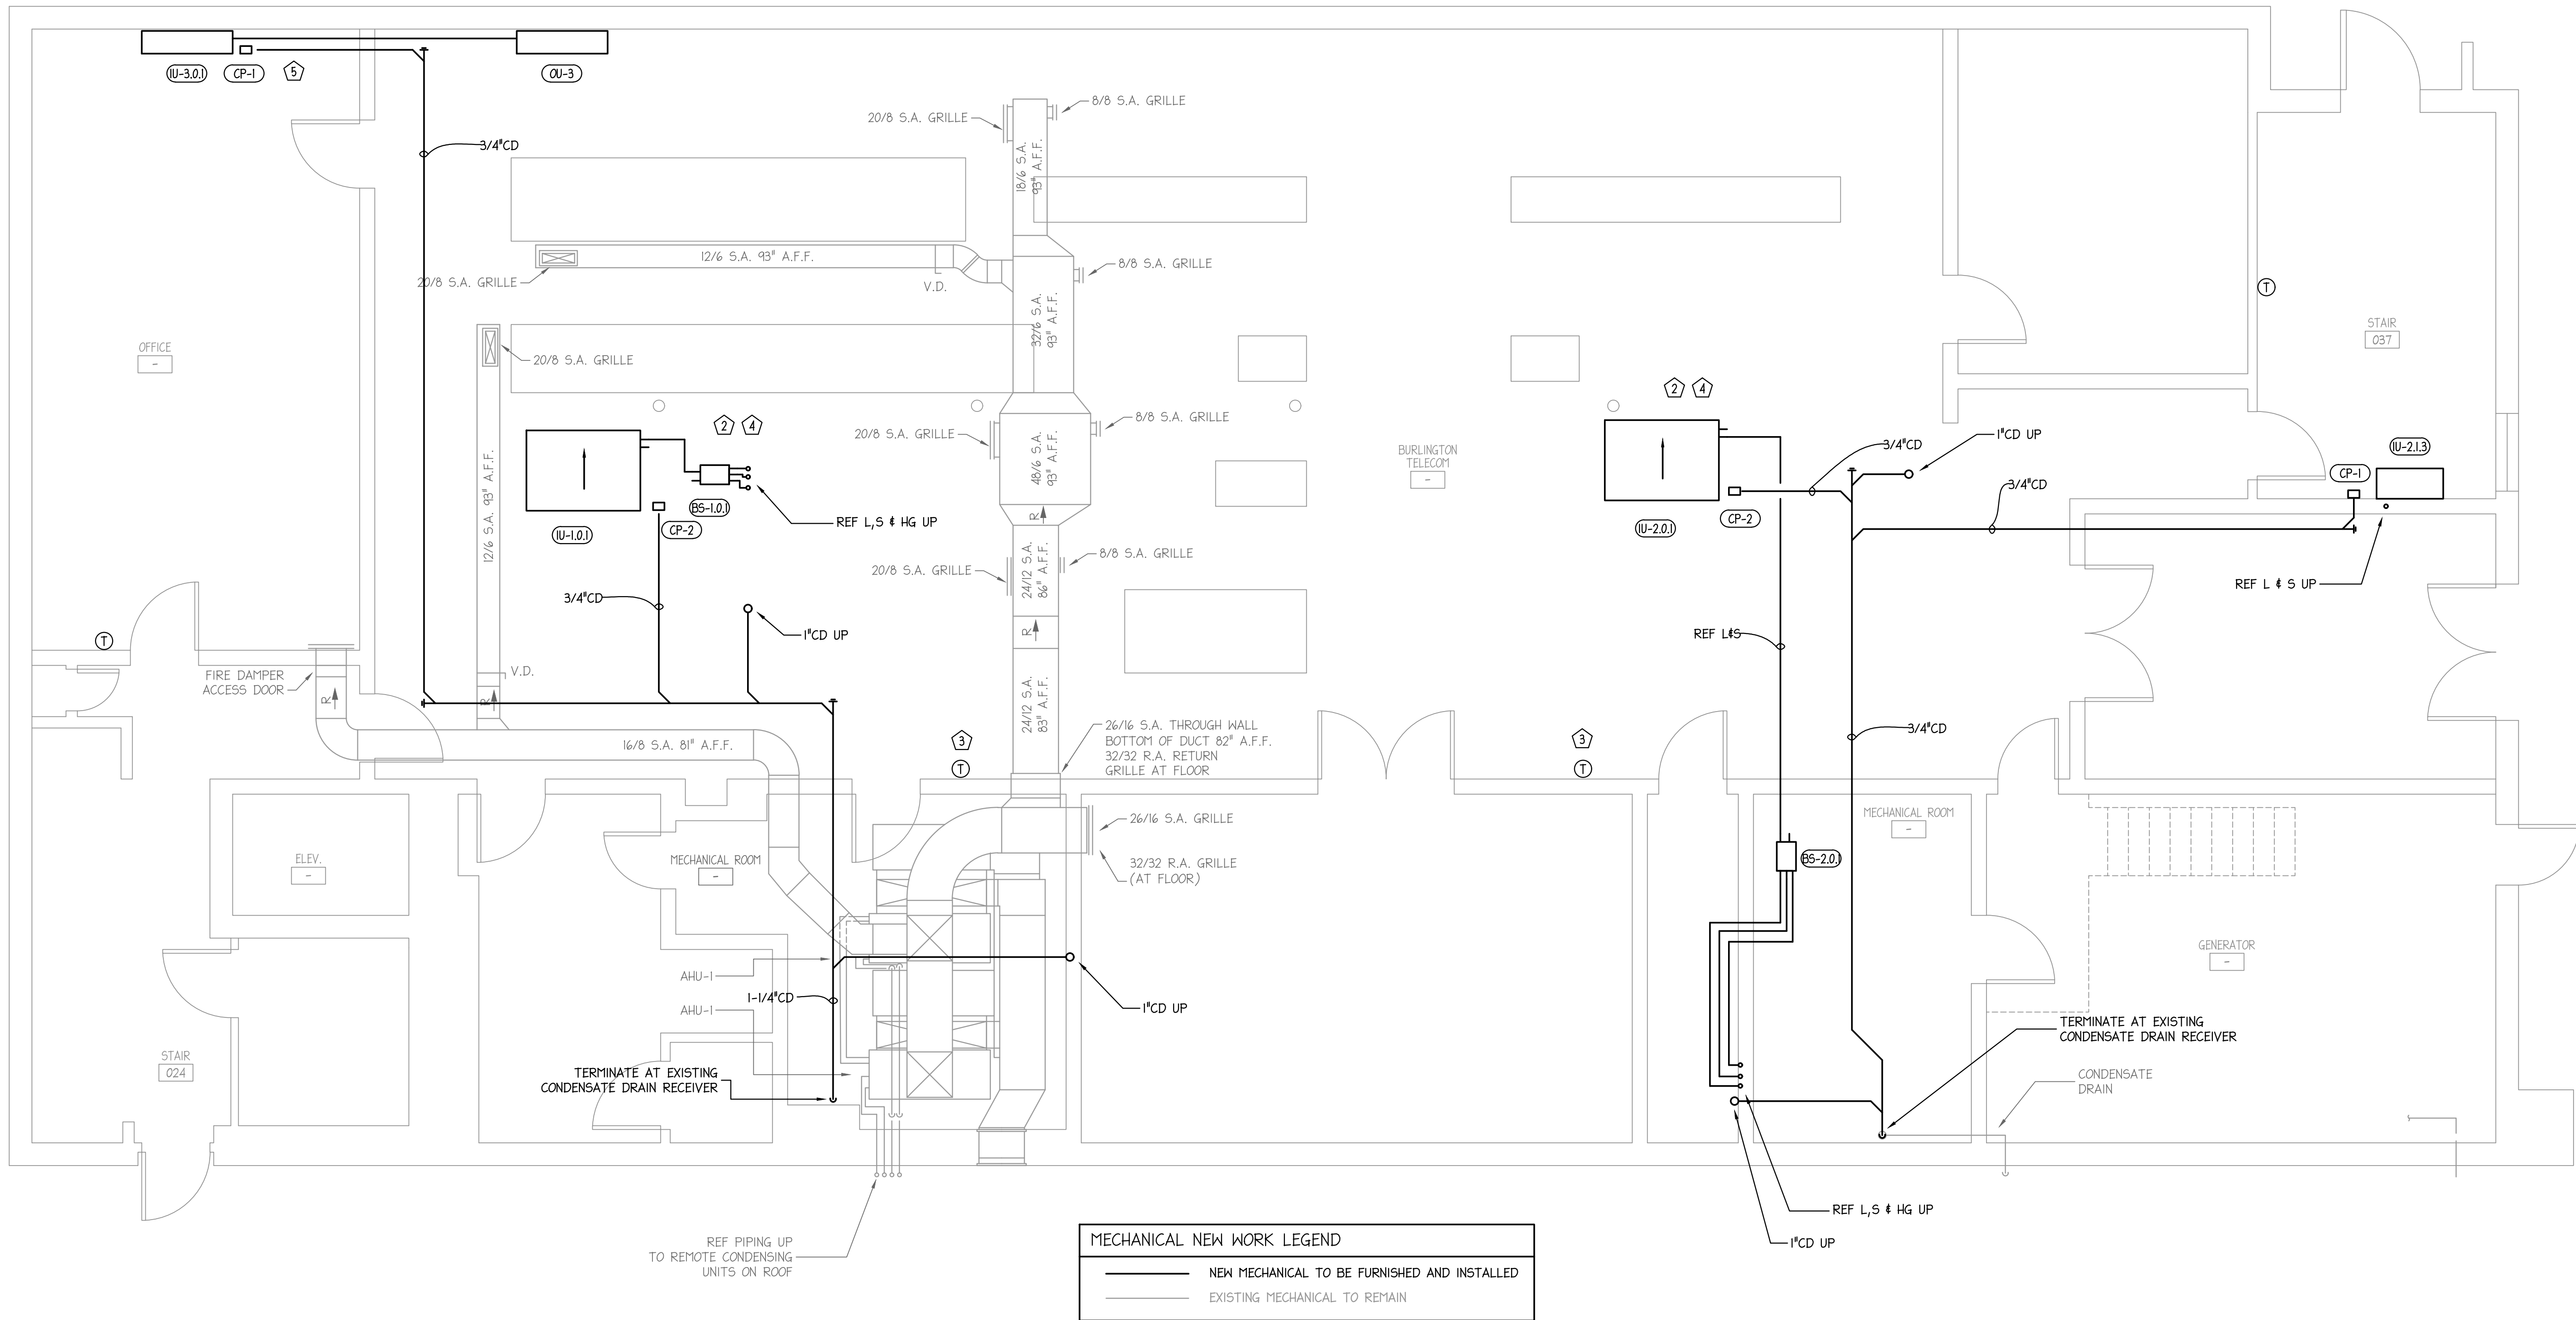 IU-3.0.1
CP-1
5
OU-3
3/4"CD
20/8 S.A. GRILLE
8/8 S.A. GRILLE
18/6 S.A.
93" A.F.F.
12/6 S.A. 93" A.F.F.
20/8 S.A. GRILLE
V.D.
8/8 S.A. GRILLE
32/6 S.A.
93" A.F.F.
T
STAIR
037
OFFICE
-
20/8 S.A. GRILLE
2
4
IU-1.0.1
BS-1.0.1
CP-2
REF L,S & HG UP
12/6 S.A. 93" A.F.F.
20/8 S.A. GRILLE
8/8 S.A. GRILLE
48/6 S.A.
93" A.F.F.
R
BURLINGTON
TELECOM
-
2
4
IU-2.0.1
CP-2
3/4"CD
1"CD UP
3/4"CD
CP-1
IU-2.1.3
REF L & S UP
20/8 S.A. GRILLE
8/8 S.A. GRILLE
24/12 S.A.
86" A.F.F.
R
3/4"CD
1"CD UP
REF L&S
T
FIRE DAMPER
ACCESS DOOR
R
R
V.D.
24/12 S.A.
83" A.F.F.
16/8 S.A. 81" A.F.F.
3
T
26/16 S.A. THROUGH WALL
BOTTOM OF DUCT 82" A.F.F.
32/32 R.A. RETURN
GRILLE AT FLOOR
3
T
3/4"CD
26/16 S.A. GRILLE
32/32 R.A. GRILLE
(AT FLOOR)
MECHANICAL ROOM
-
BS-2.0.1
ELEV.
-
MECHANICAL ROOM
-
GENERATOR
-
AHU-1
1-1/4"CD
AHU-1
1"CD UP
STAIR
024
TERMINATE AT EXISTING
CONDENSATE DRAIN RECEIVER
TERMINATE AT EXISTING
CONDENSATE DRAIN RECEIVER
CONDENSATE
DRAIN
REF L,S & HG UP
1"CD UP
REF PIPING UP
TO REMOTE CONDENSING
UNITS ON ROOF
MECHANICAL NEW WORK LEGEND
NEW MECHANICAL TO BE FURNISHED AND INSTALLED
EXISTING MECHANICAL TO REMAIN